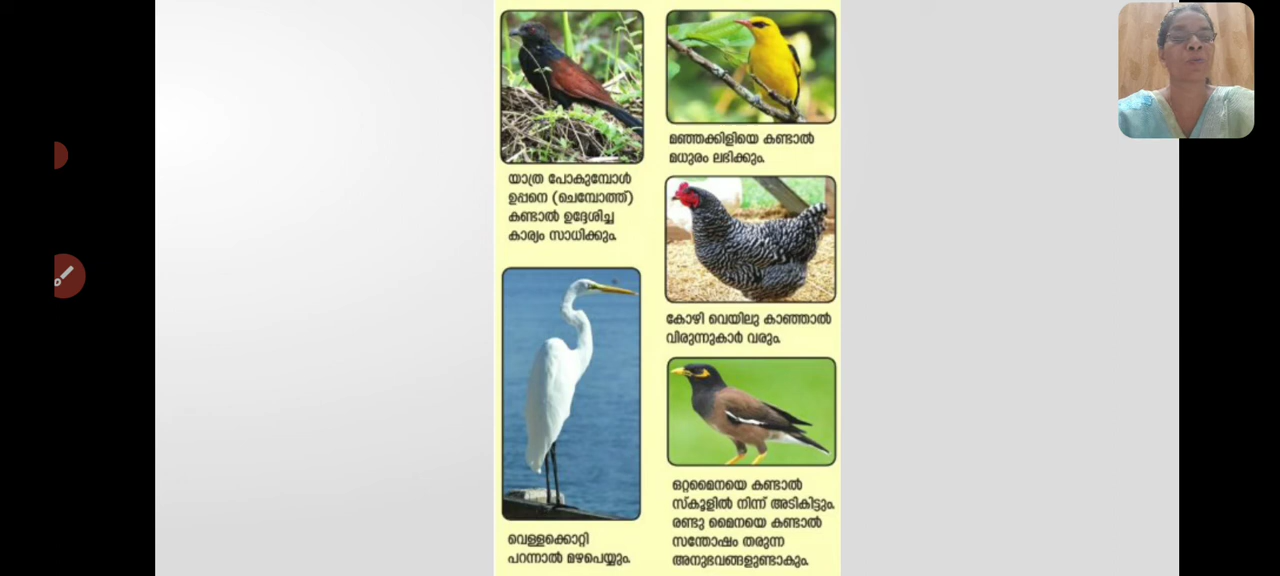 യാത്ര പോകുമ്പോൾ
ഉപ്പനെ (ചെമ്പോത്ത്)
കണ്ടാൽ ഉദ്ദേശിച്ച
കാര്യം സാധിക്കും.
വെള്ളക്കൊറ്റി
പറന്നാൽ മഴപെയ്യും.
മഞ്ഞക്കിളിയെ കണ്ടാൽ
മധുരം ലഭിക്കും.
കോഴി വെയിലു കാഞ്ഞാൽ
വിരുന്നുകാർ വരും.
ഒറ്റമൈനയെ കണ്ടാൽ
സ്കൂളിൽ നിന്ന് അടികിട്ടും.
രണ്ടു മൈനയെ കണ്ടാൽ
സന്തോഷം തരുന്ന
അനുഭവങ്ങളുണ്ടാകും.